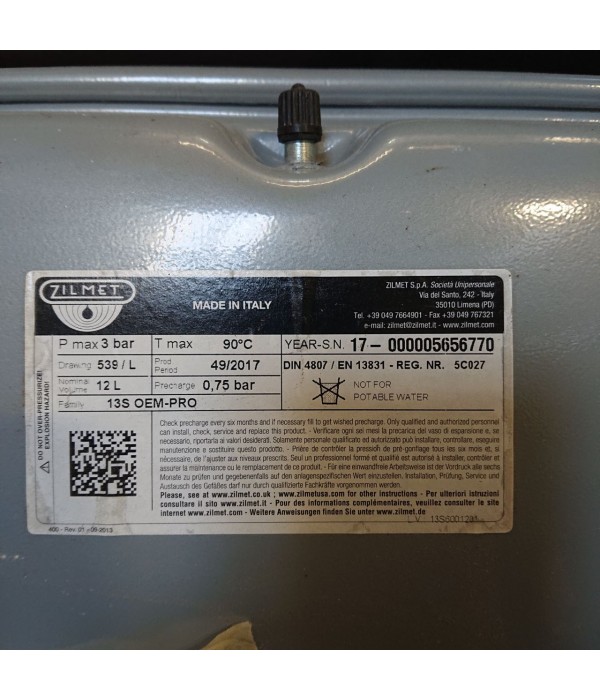 ZILMET
MADE IN ITALY
ZILMET S.p.A. Società Unipersonale
Via del Santo, 242 - Italy
35010 Limena (PD)
Tel. +39 049 7664901 - Fax +39 049 767321
e-mail: zilmet@zilmet.it - www.zilmet.com
P max 3 bar T max 90°C YEAR-S.N. 17- 000005656770
Drawing 539 / L Prod Period 49/2017 DIN 4807 / EN 13831 - REG. NR. 5C027
Nominal Volume 12 L Precharge 0,75 bar NOT FOR POTABLE WATER
Family 13S OEM-PRO
DO NOT OVER-PRESSURIZE!
EXPLOSION HAZARD!
Check precharge every six months and if necessary fill to get wished precharge. Only qualified and authorized personnel
can install, service and replace this product. - Verificare ogni sei mesi la precarica del vaso di espansione e, se
necessario, riportarla ai valori desiderati. Solamente personale qualificato ed autorizzato può installare, controllare, eseguire
manutenzione e sostituire questo prodotto. - Prière de contrôler la pression de pré-gonflage tous les six mois et, si
nécessaire, de la rétablir comme désiré. Seul un professionnel formé et qualifié est autorisé à installer, contrôler et
assurer la maintenance ou le remplacement de ce produit. - Für eine einwandfreie Arbeitsweise ist der Vordruck alle sechs
Monate zu prüfen und gegebenenfalls auf den anlagenspezifischen Wert einzustellen. Installation, Prüfung, Service und
Austausch des Produktes dürfen nur durch qualifizierte und authorisierte Fachkräfte vorgenommen werden.
Please, see at www.zilmet.co.uk ; www.zilmetusa.com for other instructions - Per ulteriori istruzioni
consultare il sito www.zilmet.it - Pour obtenir d'autres consignes, veuillez consulter le site
internet www.zilmet.com - Weitere Anweisungen finden Sie auf www.zilmet.de